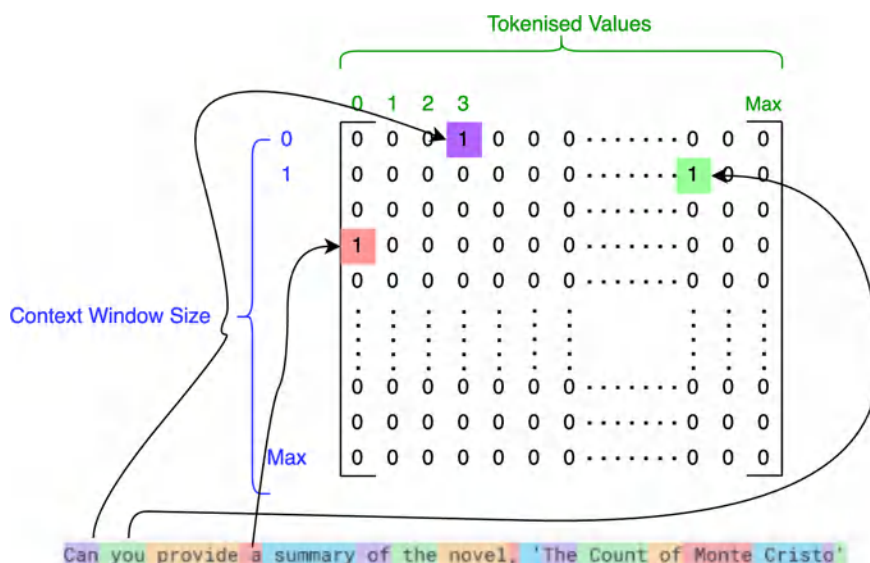 Tokenised Values
0 1 2 3 Max
0 0 0 0 1 0 0 0 ······· 0 0 0
1 0 0 0 0 0 0 0 ······· 1 0 0
0 0 0 0 0 0 0 ······· 0 0 0
1 0 0 0 0 0 0 ······· 0 0 0
0 0 0 0 0 0 0 ······· 0 0 0
Context Window Size
0 0 0 0 0 0 0 ······· 0 0 0
0 0 0 0 0 0 0 0 0 0
Max 0 0 0 0 0 0 0 ······· 0 0 0
Can you provide a summary of the novel, 'The Count of Monte Cristo'